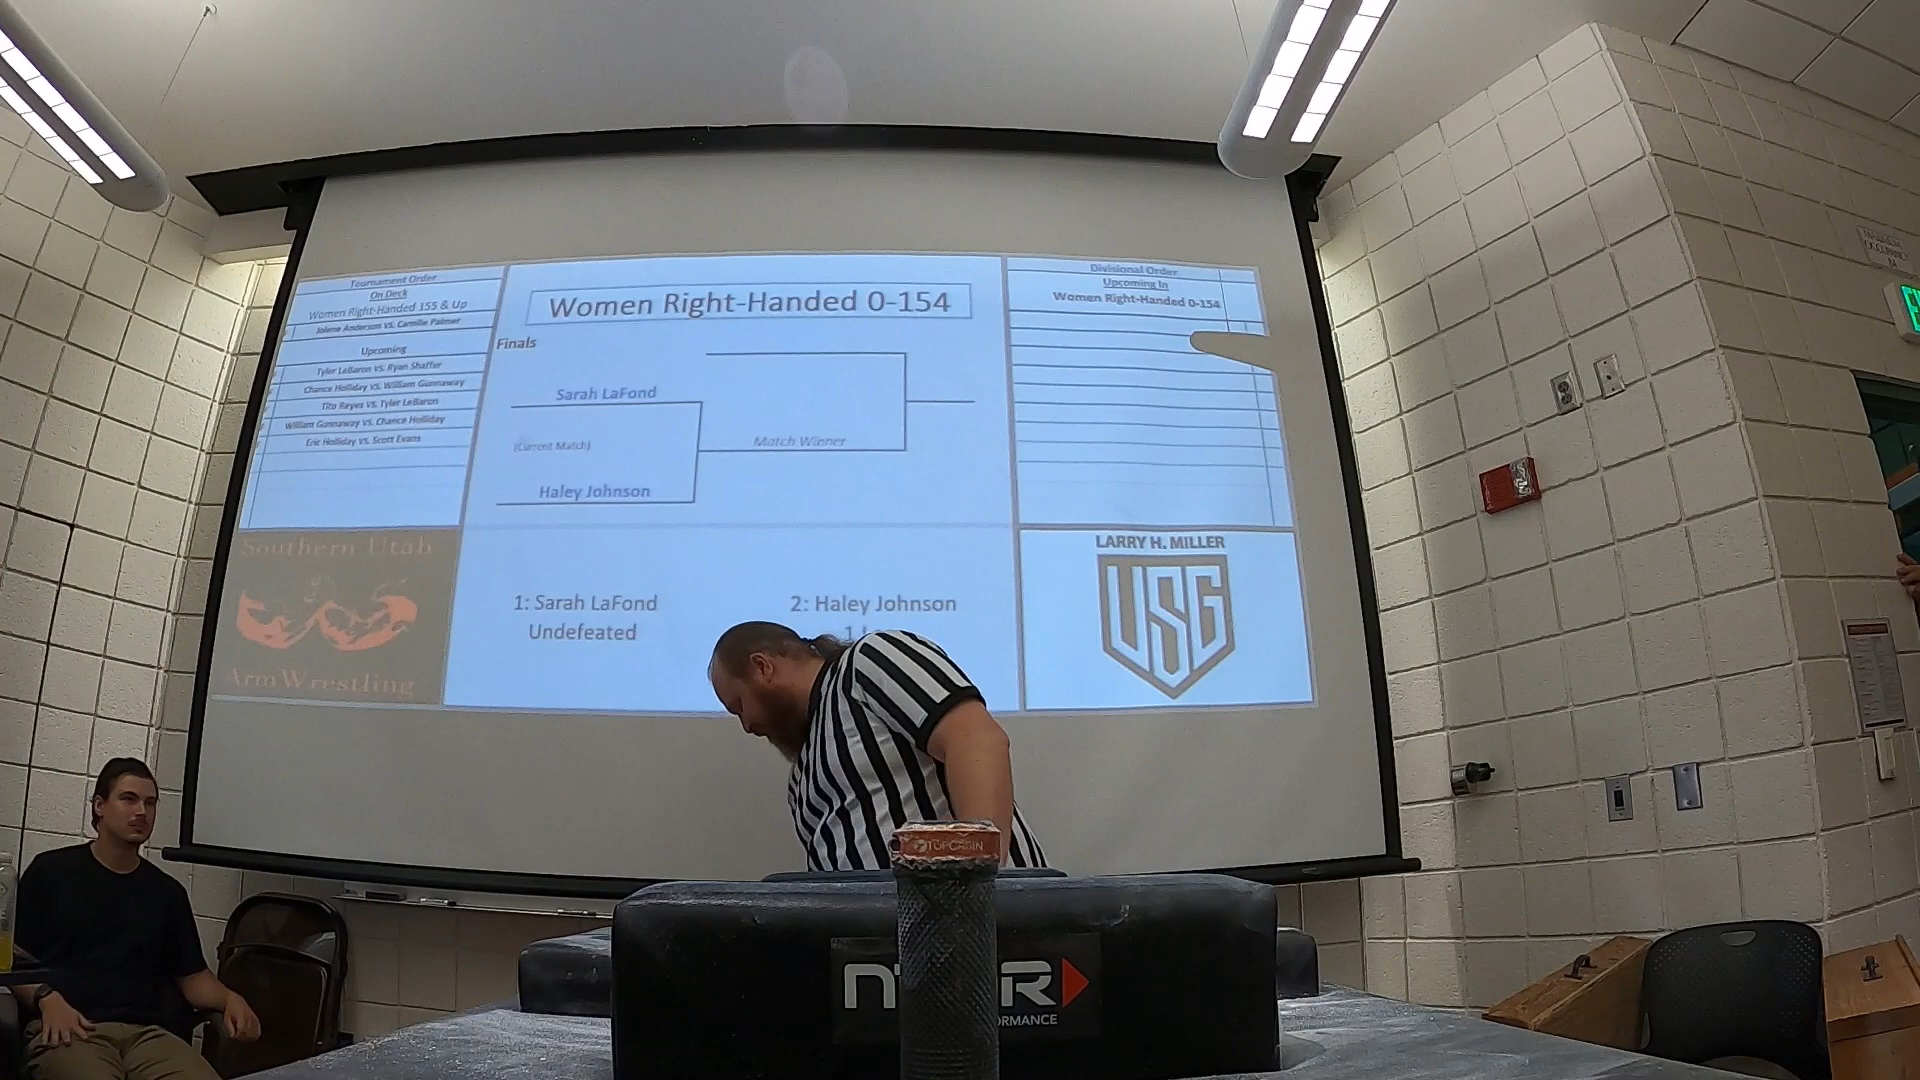 Tournament Order
On Deck
Women Right-Handed 155 & Up
Jolene Anderson VS. Camille Palmer
Upcoming
Tyler LeBaron VS. Ryan Shaffer
Chance Holliday VS. William Gunnaway
Tito Reyes VS. Tyler LeBaron
William Gunnaway VS. Chance Holliday
Eric Holliday VS. Scott Evans
Women Right-Handed 0-154
Finals
Sarah LaFond
(Current Match)
Match Winner
Haley Johnson
1: Sarah LaFond
Undefeated
2: Haley Johnson
1
Divisional Order
Upcoming In
Women Right-Handed 0-154
Southern Utah
ArmWrestling
LARRY H. MILLER
USG
TOPCABIN